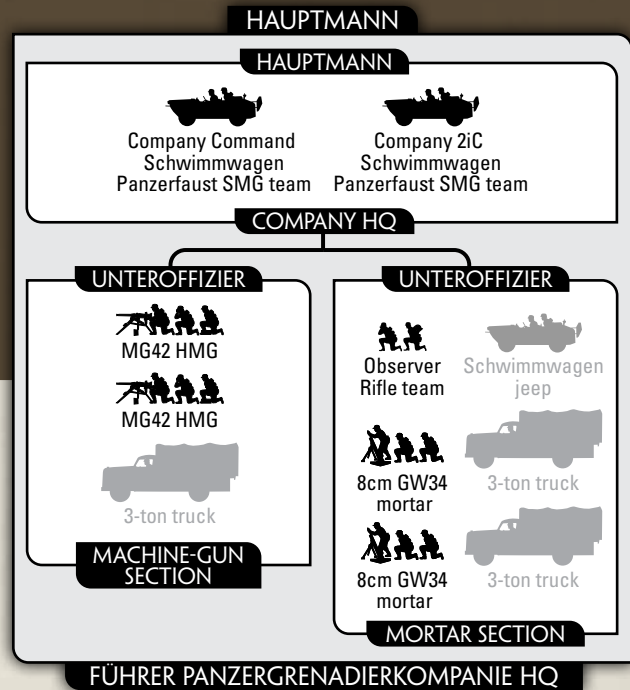 HAUPTMANN
HAUPTMANN
Company Command
Schwimmwagen
Panzerfaust SMG team
Company 2iC
Schwimmwagen
Panzerfaust SMG team
COMPANY HQ
UNTEROFFIZIER
MG42 HMG
MG42 HMG
3-ton truck
MACHINE-GUN
SECTION
UNTEROFFIZIER
Observer
Rifle team
Schwimmwagen
jeep
8cm GW34
mortar
3-ton truck
8cm GW34
mortar
3-ton truck
MORTAR SECTION
FÜHRER PANZERGRENADIERKOMPANIE HQ